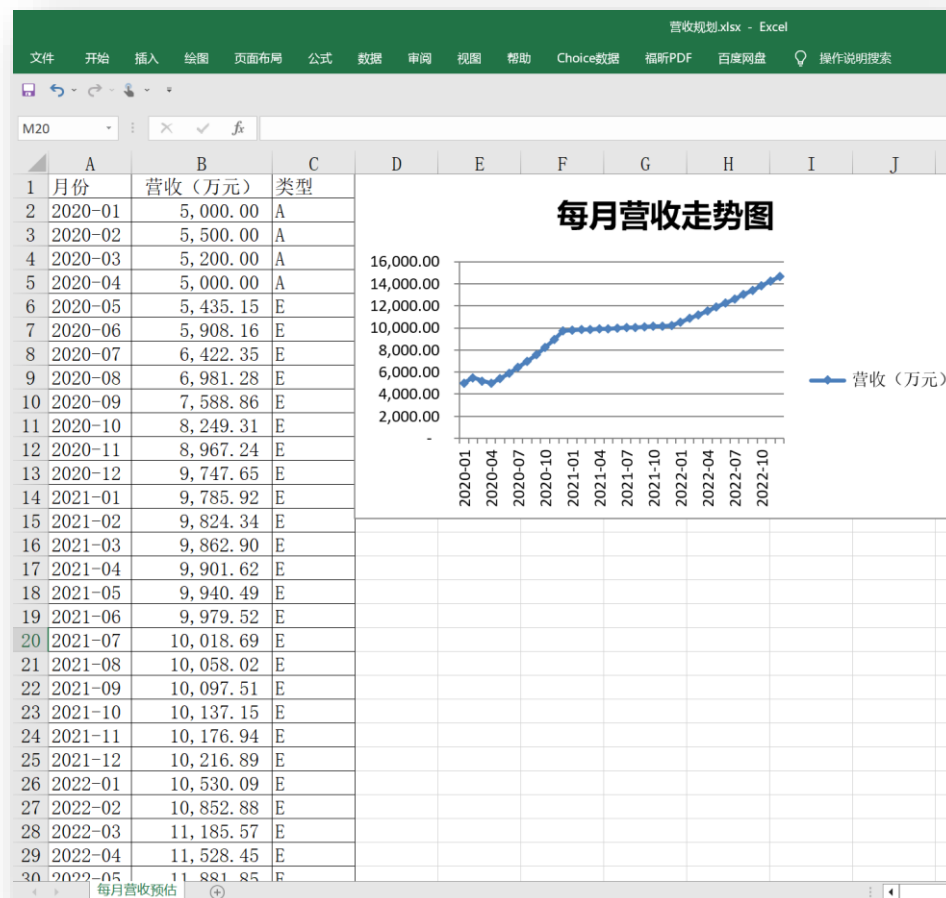 营收规划.xlsx - Excel
文件 开始 插入 绘图 页面布局 公式 数据 审阅 视图 帮助 Choice数据 福昕PDF 百度网盘 操作说明搜索
M20 fx
A B C D E F G H I J
1 月份 营收（万元） 类型
2 2020-01 5,000.00 A
3 2020-02 5,500.00 A
4 2020-03 5,200.00 A
5 2020-04 5,000.00 A
6 2020-05 5,435.15 E
7 2020-06 5,908.16 E
8 2020-07 6,422.35 E
9 2020-08 6,981.28 E
10 2020-09 7,588.86 E
11 2020-10 8,249.31 E
12 2020-11 8,967.24 E
13 2020-12 9,747.65 E
14 2021-01 9,785.92 E
15 2021-02 9,824.34 E
16 2021-03 9,862.90 E
17 2021-04 9,901.62 E
18 2021-05 9,940.49 E
19 2021-06 9,979.52 E
20 2021-07 10,018.69 E
21 2021-08 10,058.02 E
22 2021-09 10,097.51 E
23 2021-10 10,137.15 E
24 2021-11 10,176.94 E
25 2021-12 10,216.89 E
26 2022-01 10,530.09 E
27 2022-02 10,852.88 E
28 2022-03 11,185.57 E
29 2022-04 11,528.45 E
30 2022-05 11,881.85 E
每月营收走势图
16,000.00
14,000.00
12,000.00
10,000.00
8,000.00
6,000.00
4,000.00
2,000.00
-
2020-01 2020-04 2020-07 2020-10 2021-01 2021-04 2021-07 2021-10 2022-01 2022-04 2022-07 2022-10
营收（万元）
每月营收预估